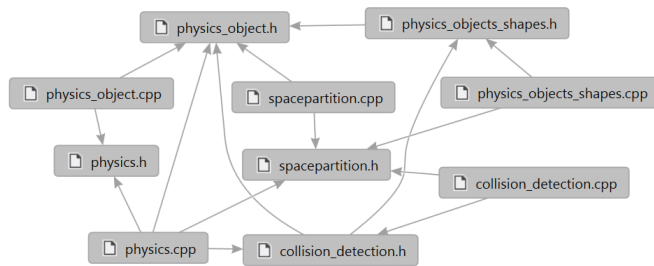 physics_object.h
physics_objects_shapes.h
physics_object.cpp
spacepartition.cpp
physics_objects_shapes.cpp
physics.h
spacepartition.h
collision_detection.cpp
physics.cpp
collision_detection.h